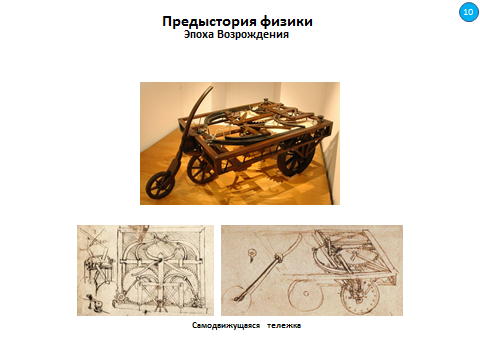 10
Предыстория физики
Эпоха Возрождения
Самодвижущаяся тележка